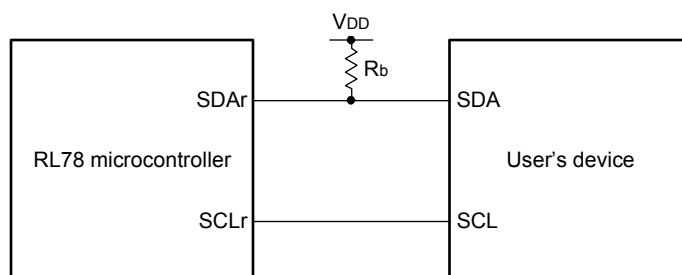 VDD
Rb
SDAr SDA
RL78 microcontroller User's device
SCLr SCL